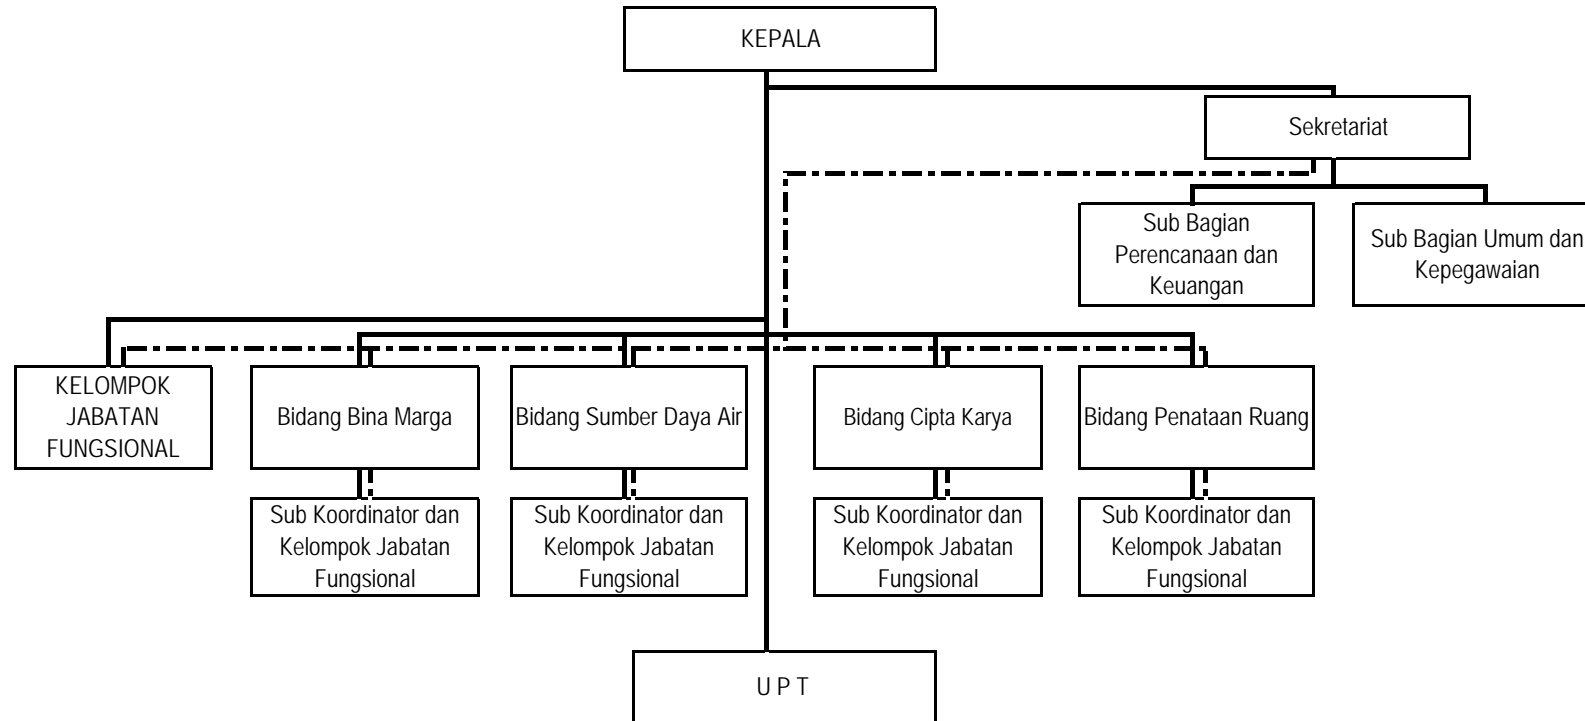 KEPALA
Sekretariat
Sub Bagian
Perencanaan dan
Keuangan
Sub Bagian Umum dan
Kepegawaian
KELOMPOK
JABATAN
FUNGSIONAL
Bidang Bina Marga
Bidang Sumber Daya Air
Bidang Cipta Karya
Bidang Penataan Ruang
Sub Koordinator dan
Kelompok Jabatan
Fungsional
Sub Koordinator dan
Kelompok Jabatan
Fungsional
Sub Koordinator dan
Kelompok Jabatan
Fungsional
Sub Koordinator dan
Kelompok Jabatan
Fungsional
U P T